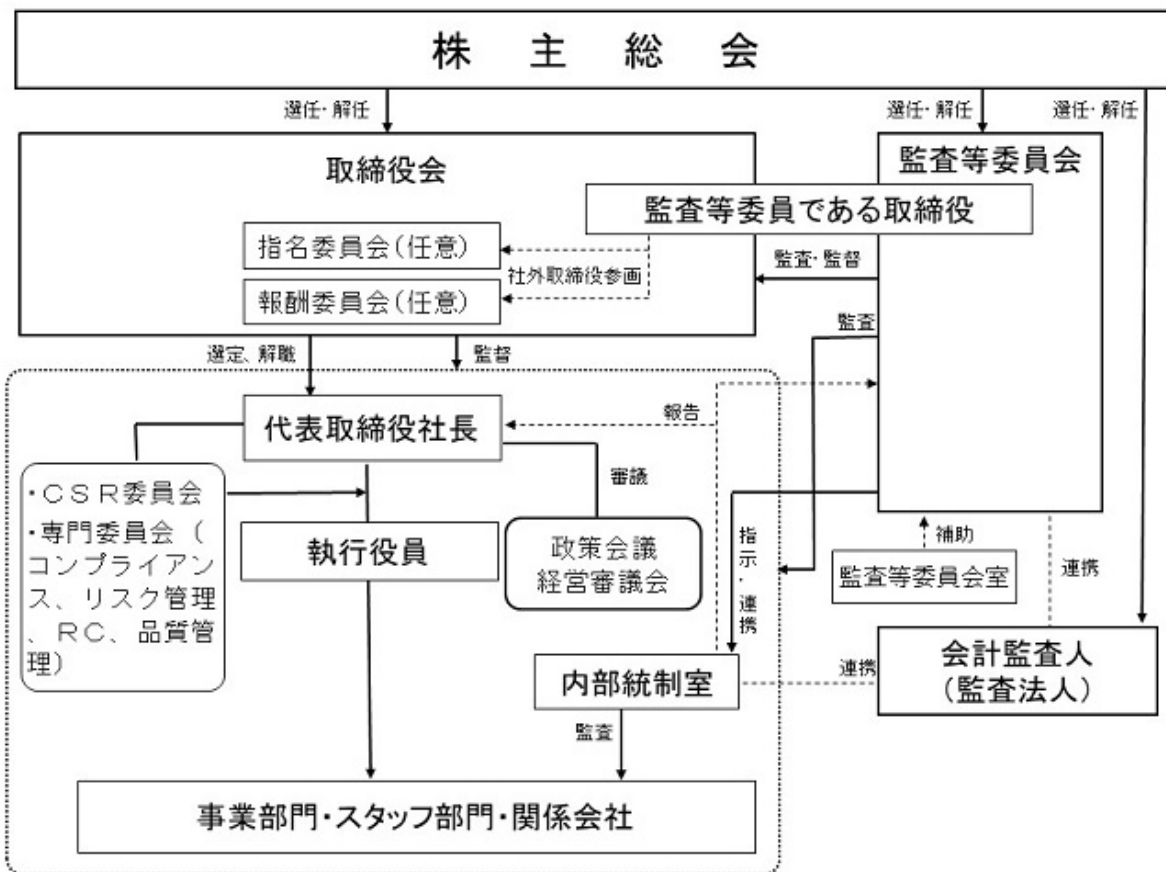 株主総会
選任・解任
選任・解任
選任・解任
取締役会
監査等委員会
監査等委員である取締役
指名委員会(任意)
社外取締役参画
報酬委員会(任意)
監査・監督
監査
選定、解職
監督
代表取締役社長
報告
審議
・CSR委員会
・専門委員会（
コンプライアン
ス、リスク管理
、RC、品質管
理）
執行役員
政策会議
経営審議会
指示・連携
補助
監査等委員会室
連携
内部統制室
連携
会計監査人
(監査法人)
監査
事業部門・スタッフ部門・関係会社